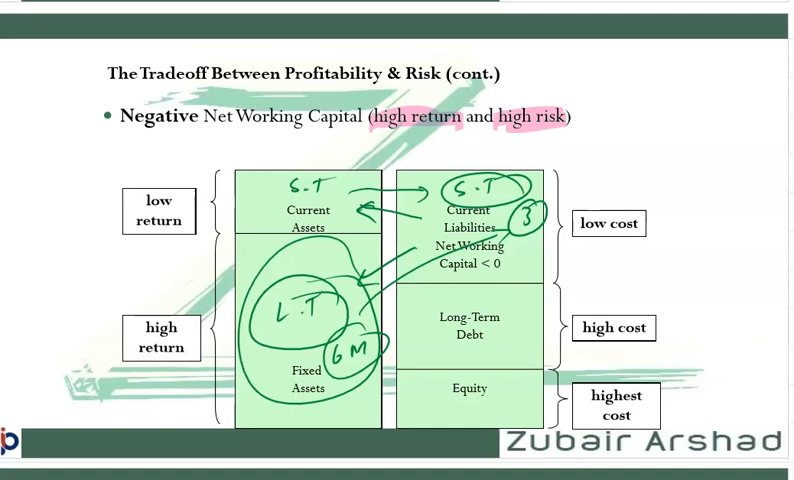 The Tradeoff Between Profitability & Risk (cont.)
• Negative Net Working Capital (high return and high risk)
low
return
S.T
Current
Assets
S.T
Current
Liabilities
3
Net Working
Capital < 0
low cost
L.T
6M
high
return
Fixed
Assets
Long-Term
Debt
high cost
Equity
highest
cost
Zubair Arshad